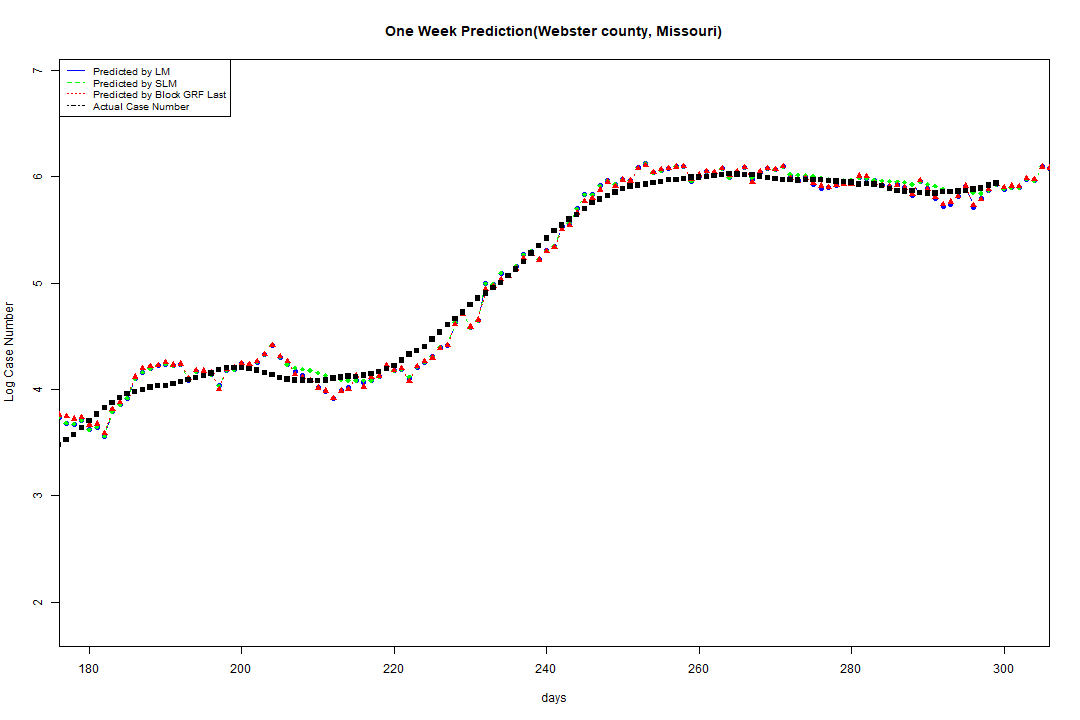 One Week Prediction(Webster county, Missouri)
Predicted by LM
Predicted by SLM
Predicted by Block GRF Last
Actual Case Number
7
6
5
4
3
2
Log Case Number
180 200 220 240 260 280 300
days